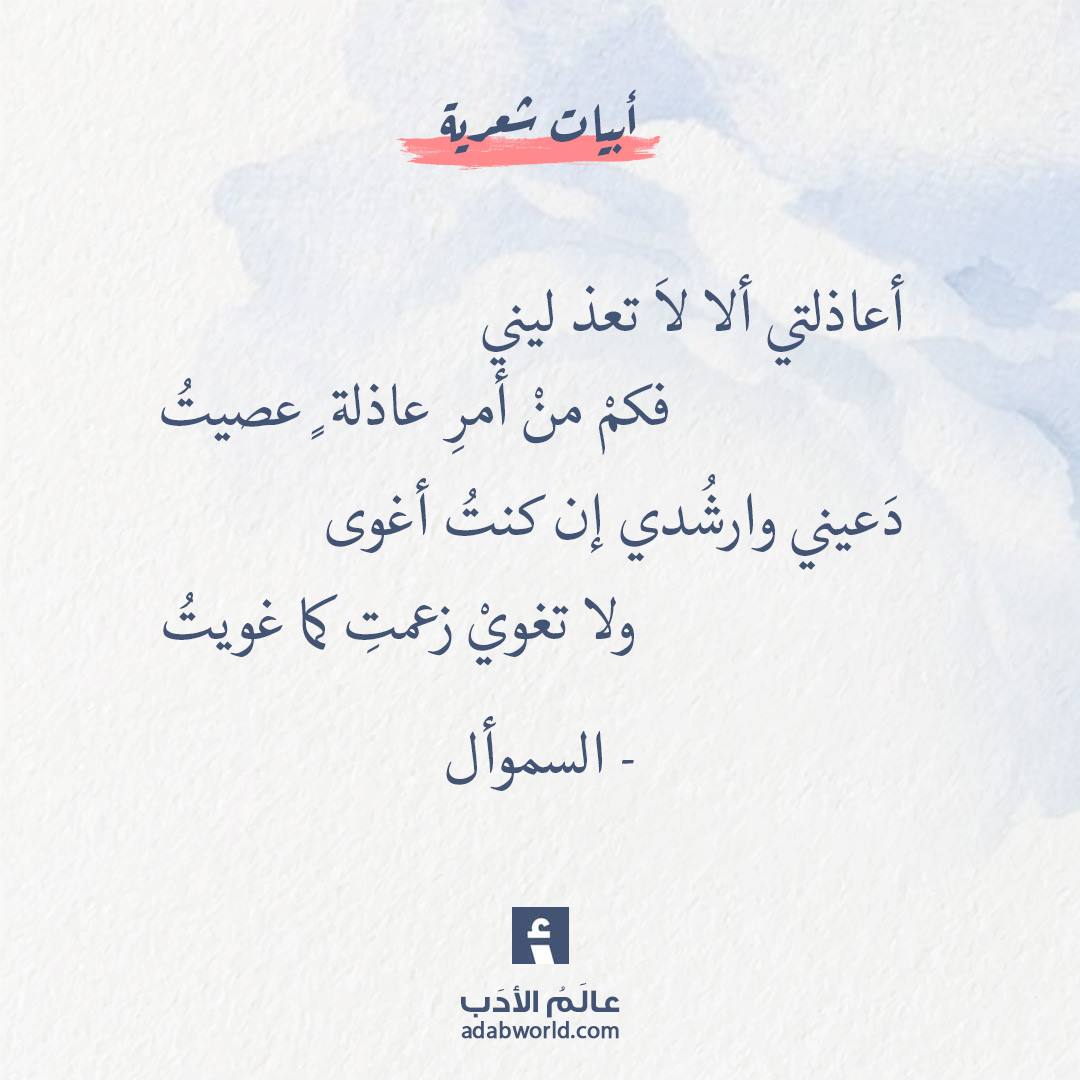 أبيات شعرية
أعاذلتي ألا لاَ تعذ ليني
فكمْ منْ أمرِ عاذلة ٍ عصيتُ
دَعيني وارشُدي إن كنتُ أغوى
ولا تغويْ زعمتِ كما غويتُ
- السموأل
أ
عالَمُ الأدَب
adabworld.com